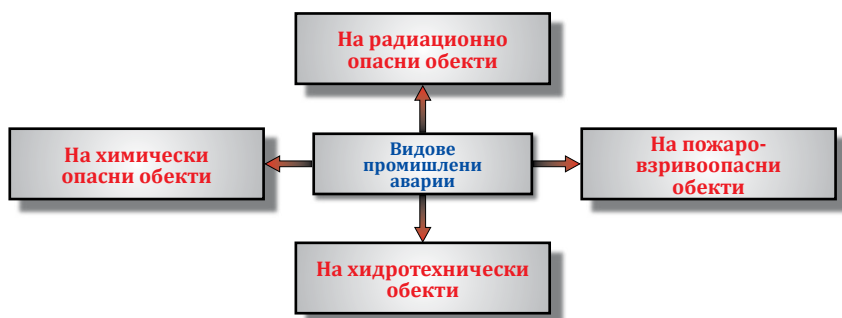 На радиационно
опасни обекти
На химически
опасни обекти
Видове
промишлени
аварии
На пожаро-
взривоопасни
обекти
На хидротехнически
обекти